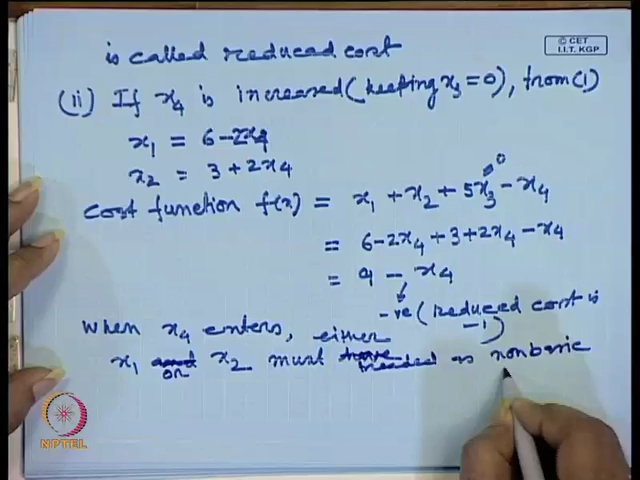 is called reduced cost
© CET
I.I.T. KGP
(ii) If x₄ is increased (keeping x₃ = 0), from (1)
x₁ = 6 - 2x₄
x₂ = 3 + 2x₄
cost function f(x) = x₁ + x₂ + 5x₃ - x₄
0
= 6 - 2x₄ + 3 + 2x₄ - x₄
= 9 - x₄
-ve (reduced cost is
-1)
When x₄ enters, either
x₁ or x₂ must treated as nonbasic
NPTEL